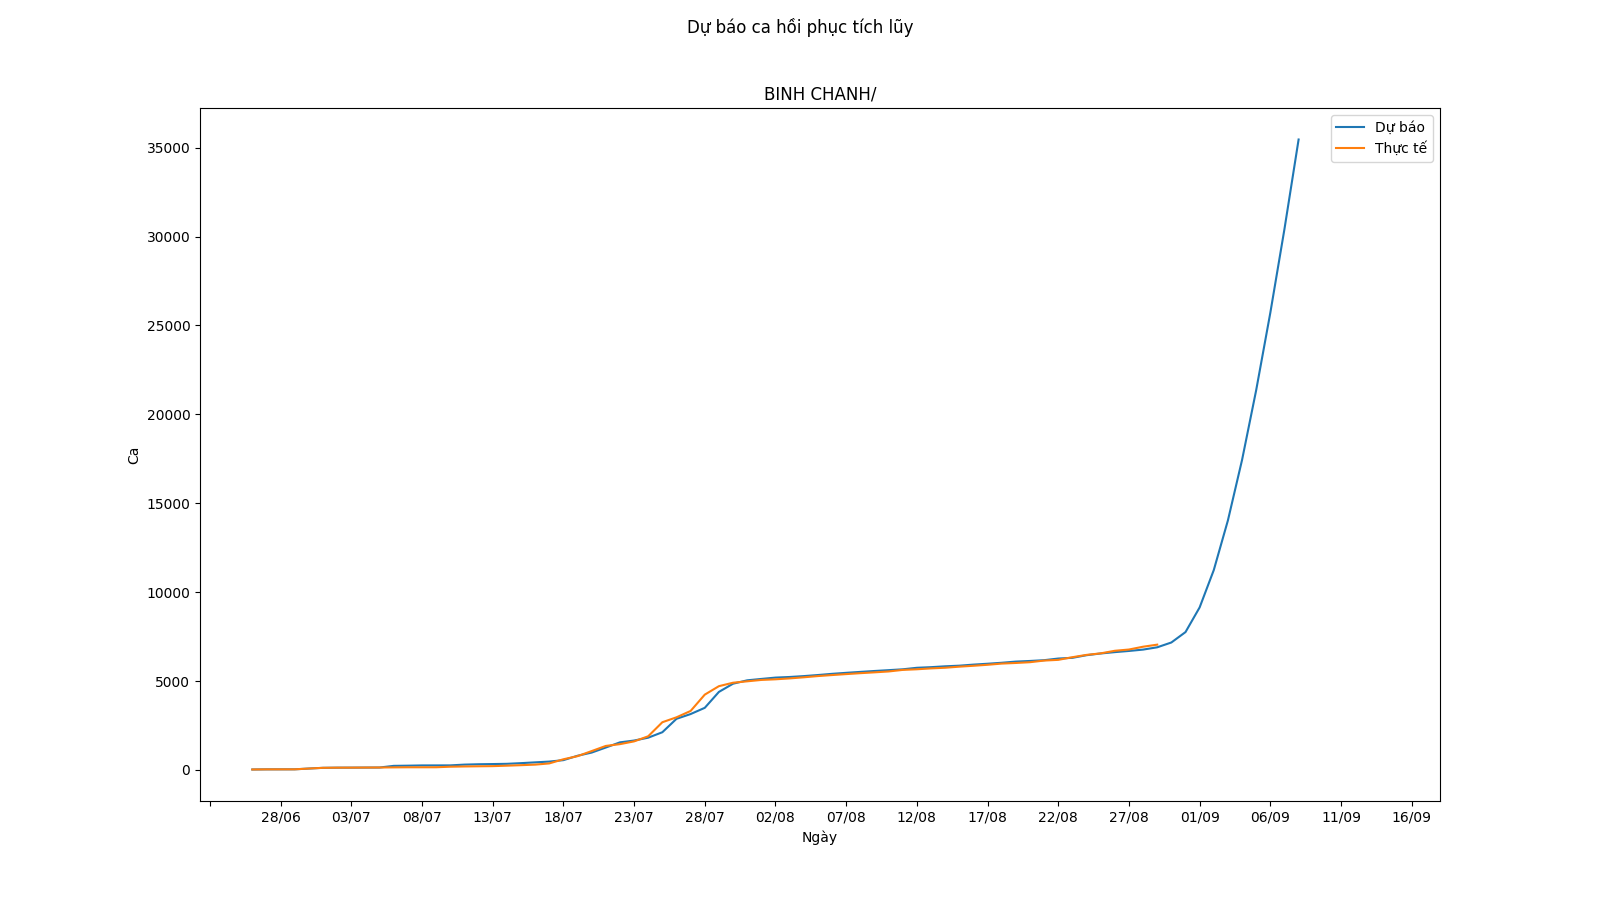 Dự báo ca hồi phục tích lũy
BINH CHANH/
Dự báo
Thực tế
35000
30000
25000
20000
15000
10000
5000
0
Ca
28/06 03/07 08/07 13/07 18/07 23/07 28/07 02/08 07/08 12/08 17/08 22/08 27/08 01/09 06/09 11/09 16/09
Ngày